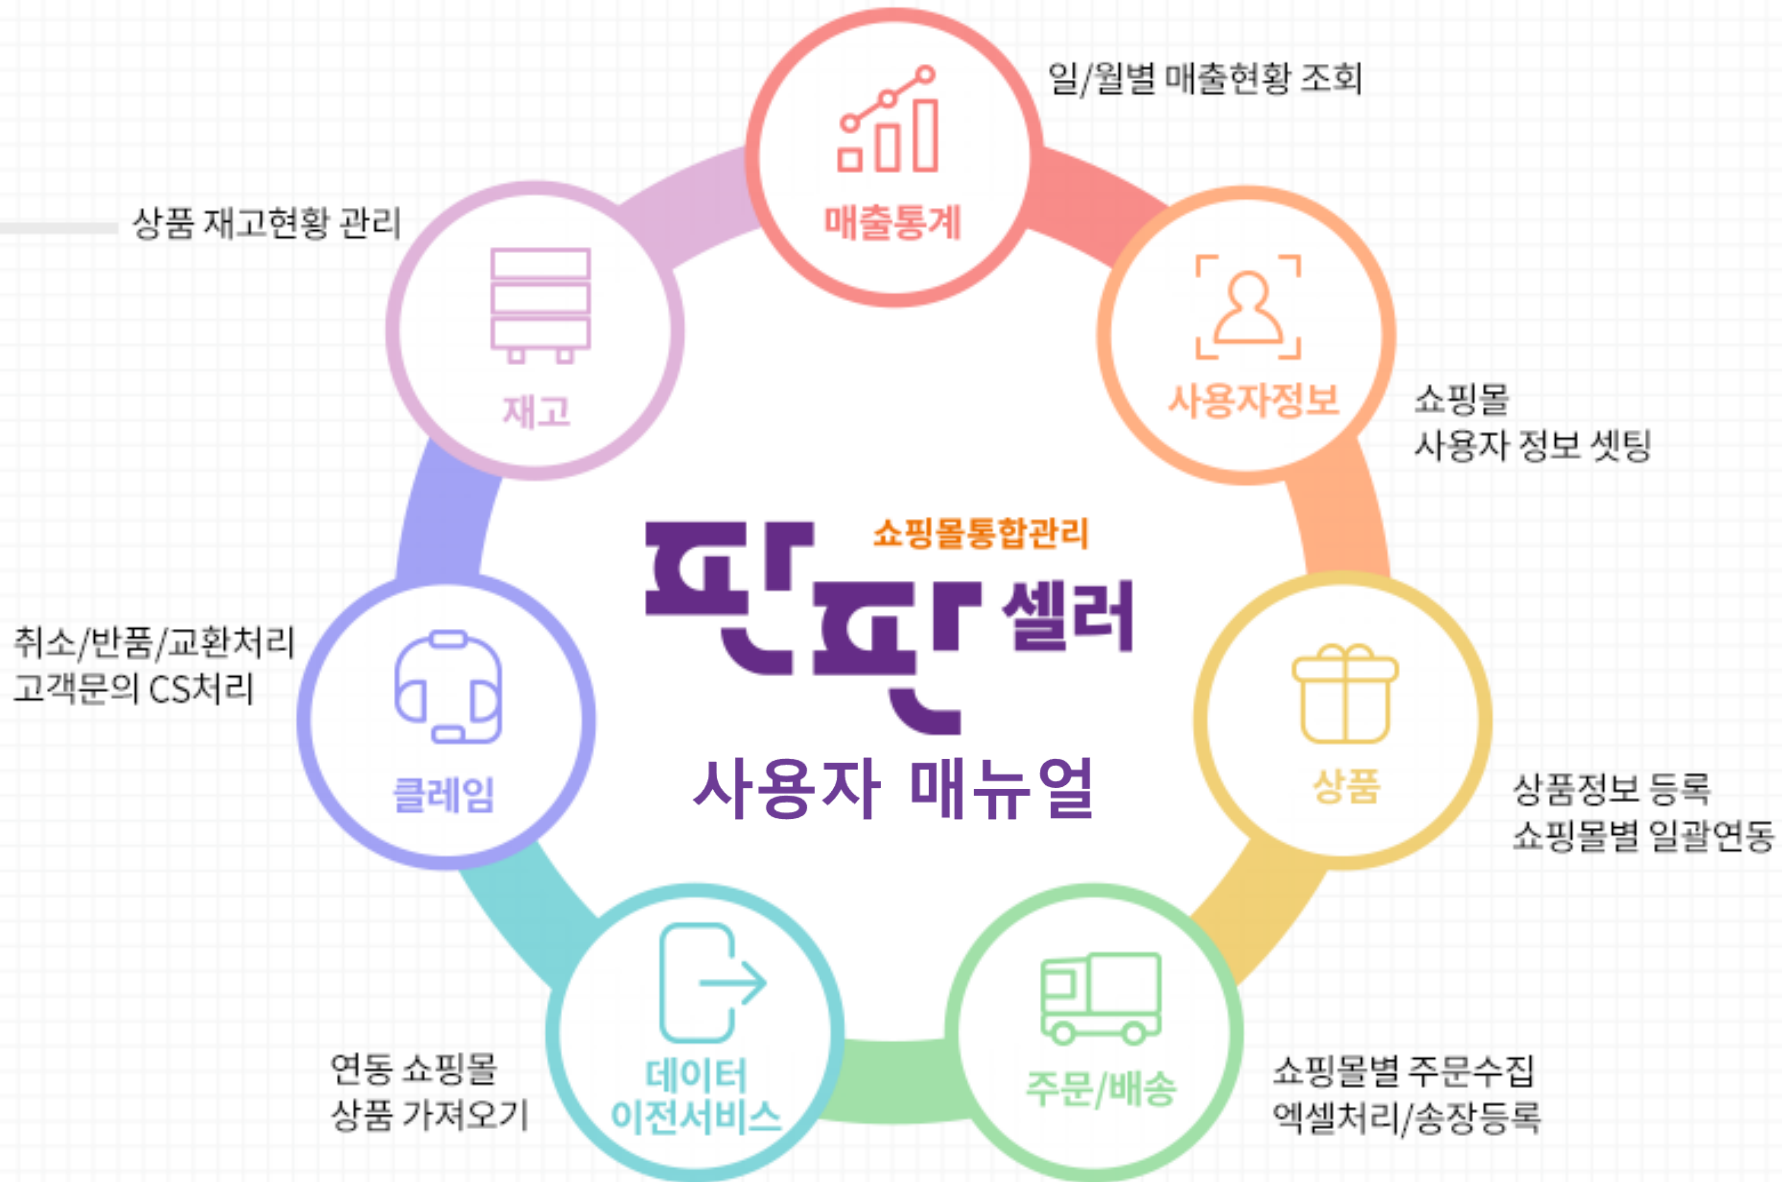 일/월별 매출현황 조회
매출통계
상품 재고현황 관리
재고
사용자정보
쇼핑몰
사용자 정보 셋팅
쇼핑몰통합관리
판판셀러
사용자 매뉴얼
취소/반품/교환처리
고객문의 CS처리
클레임
상품
상품정보 등록
쇼핑몰별 일괄연동
연동 쇼핑몰
상품 가져오기
데이터
이전서비스
주문/배송
쇼핑몰별 주문수집
엑셀처리/송장등록